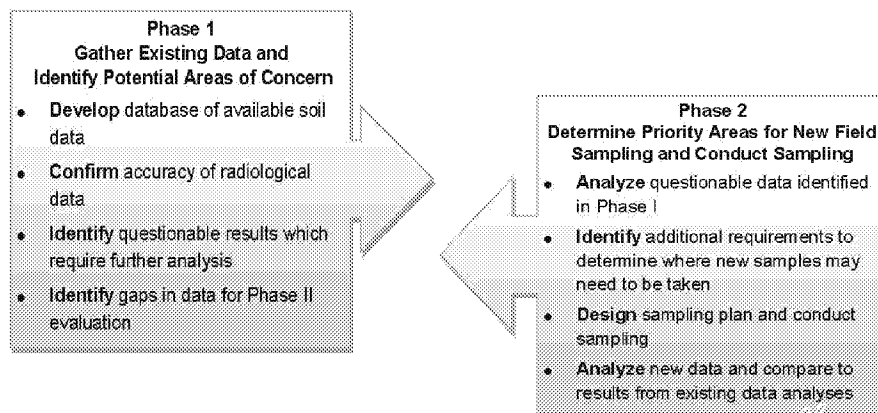 Phase 1
Gather Existing Data and
Identify Potential Areas of Concern
• Develop database of available soil
data
• Confirm accuracy of radiological
data
• Identify questionable results which
require further analysis
• Identify gaps in data for Phase II
evaluation
Phase 2
Determine Priority Areas for New Field
Sampling and Conduct Sampling
• Analyze questionable data identified
in Phase I
• Identify additional requirements to
determine where new samples may
need to be taken
• Design sampling plan and conduct
sampling
• Analyze new data and compare to
results from existing data analyses